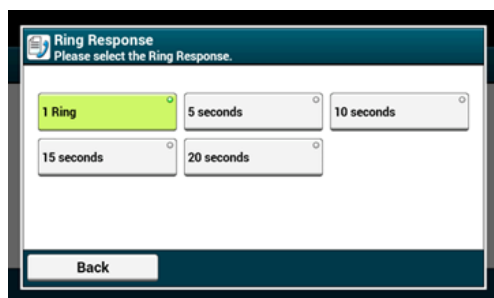 Ring Response
Please select the Ring Response.
1 Ring
5 seconds
10 seconds
15 seconds
20 seconds
Back